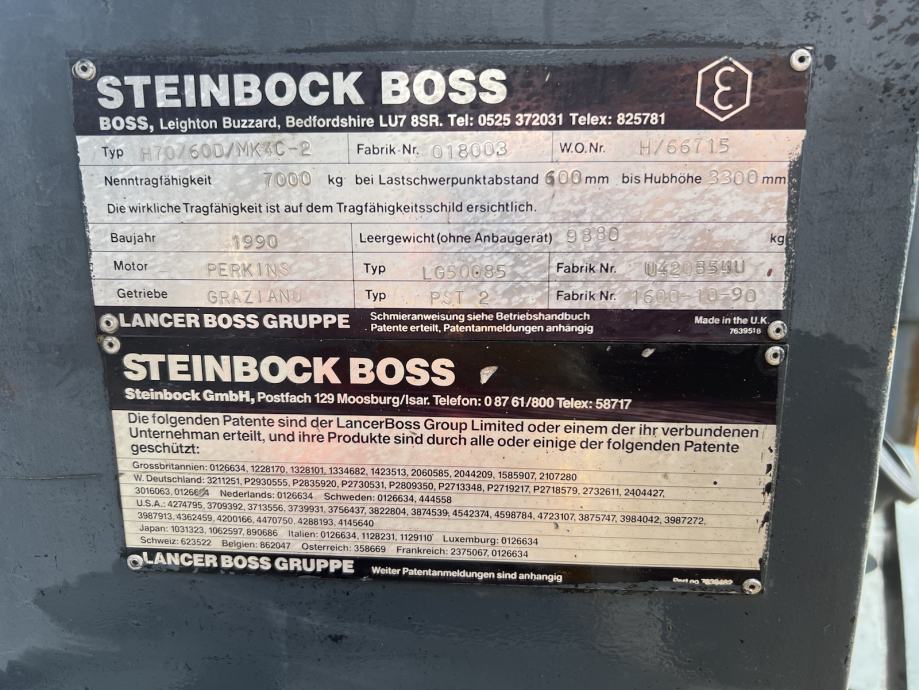 STEINBOCK BOSS
BOSS, Leighton Buzzard, Bedfordshire LU7 8SR. Tel: 0525 372031 Telex: 825781
Typ H70/60D/MK4C-2 Fabrik-Nr. 018003 W.O.Nr. H/66715
Nenntragfähigkeit 7000 kg bei Lastschwerpunktabstand 600 mm bis Hubhöhe 3300 mm
Die wirkliche Tragfähigkeit ist auf dem Tragfähigkeitsschild ersichtlich.
Baujahr 1990 Leergewicht (ohne Anbaugerät) 9880 kg
Motor PERKINS Typ LG50085 Fabrik Nr.
Getriebe GRAZIANO Typ PST 2 Fabrik Nr. 1600-10-90
LANCER BOSS GRUPPE Schmieranweisung siehe Betriebshandbuch Made in the U.K.
Patente erteilt, Patentanmeldungen anhängig 7639518
STEINBOCK BOSS
Steinbock GmbH, Postfach 129 Moosburg/Isar. Telefon: 0 87 61/800 Telex: 58717
Die folgenden Patente sind der LancerBoss Group Limited oder einem der ihr verbundenen
Unternehman erteilt, und ihre Produkte sind durch alle oder einige der folgenden Patente
geschützt:
Grossbritannien: 0126634, 1228170, 1328101, 1334682, 1423513, 2060585, 2044209, 1585907, 2107280
W. Deutschland: 3211251, P2930555, P2835920, P2730531, P2809350, P2713348, P2719217, P2718579, 2732611, 2404427,
3016063, 0126634 Nederlands: 0126634 Schweden: 0126634, 444558
U.S.A.: 4274795, 3709392, 3713556, 3739931, 3756437, 3822804, 3874539, 4542374, 4598784, 4723107, 3875747, 3984042, 3987272,
3987913, 4362459, 4200166, 4470750, 4288193, 4145640
Japan: 1031323, 1062597, 890686 Italien: 0126634, 1128231, 1129110 Luxemburg: 0126634
Schweiz: 623522 Belgien: 862047 Osterreich: 358669 Frankreich: 2375067, 0126634
LANCER BOSS GRUPPE Weiter Patentanmeldungen sind anhängig Part no